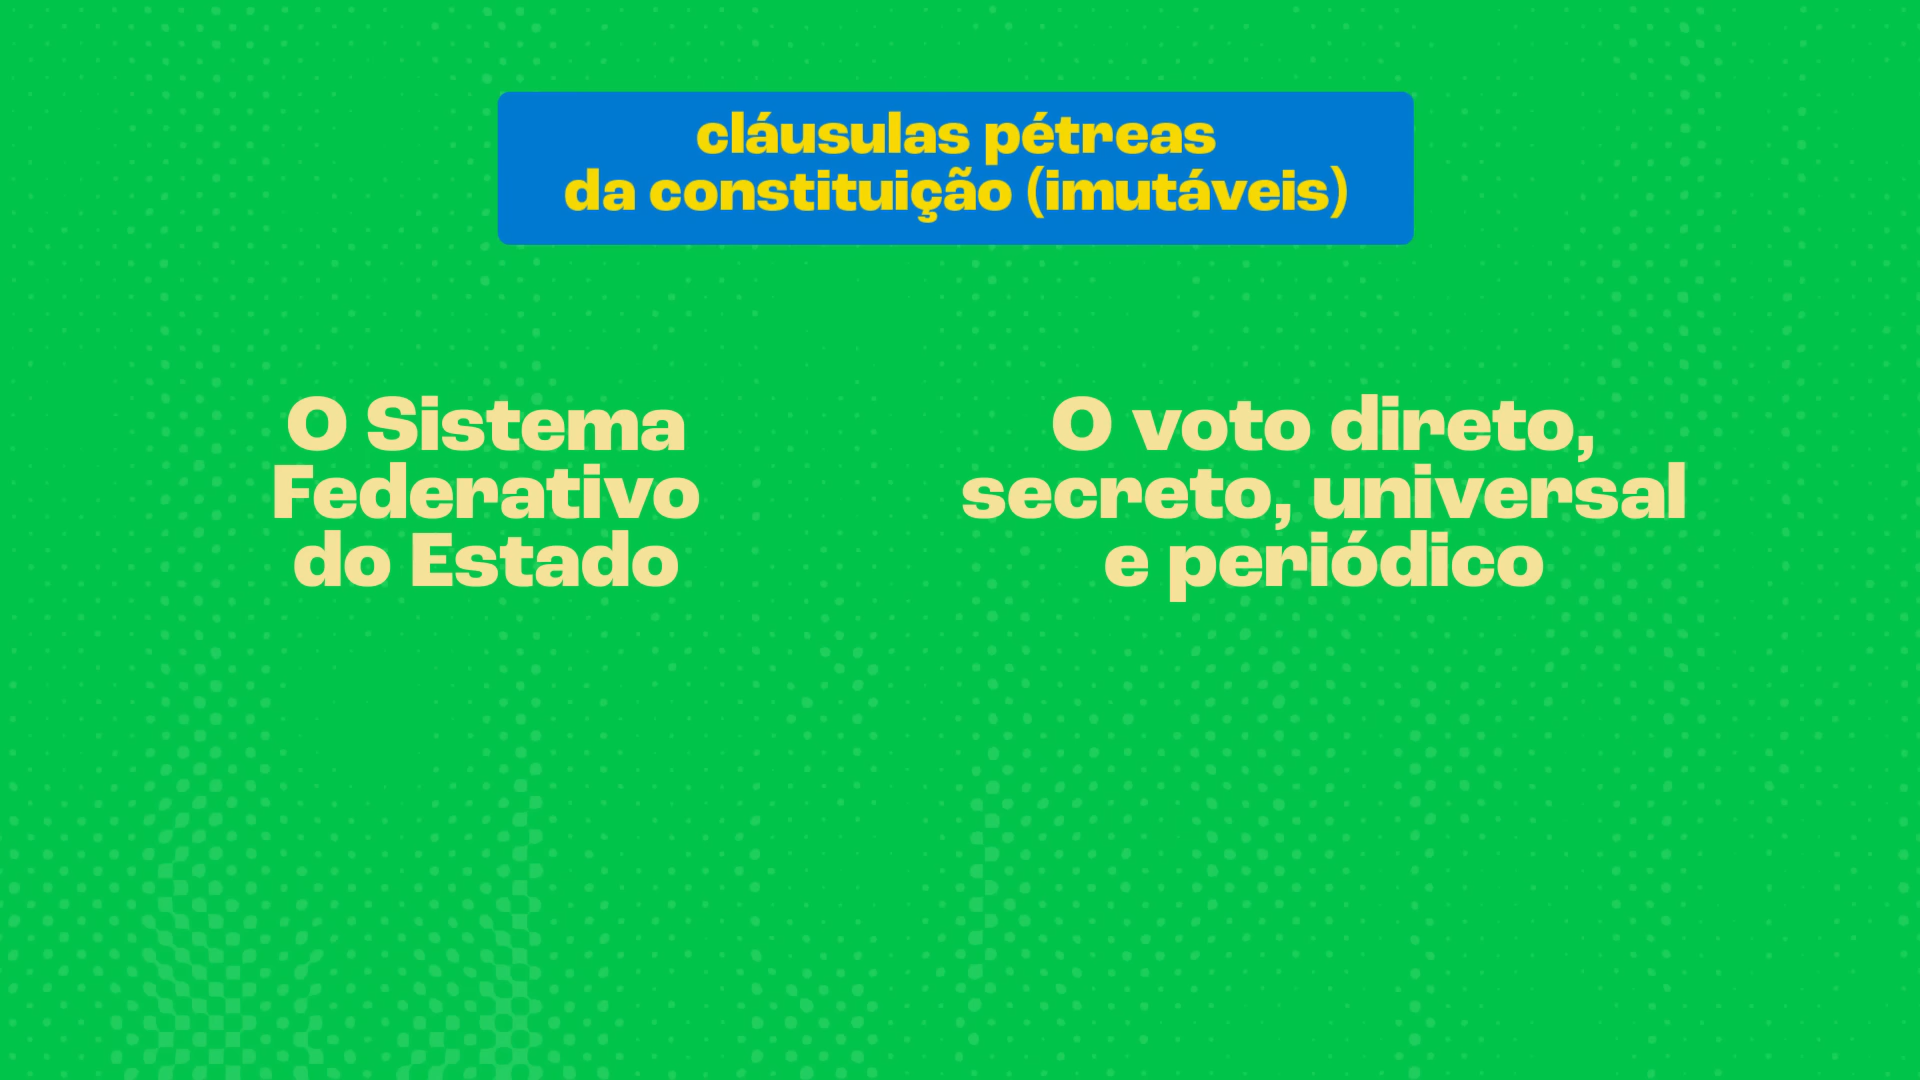 cláusulas pétreas
da constituição (imutáveis)
O Sistema
Federativo
do Estado
O voto direto,
secreto, universal
e periódico